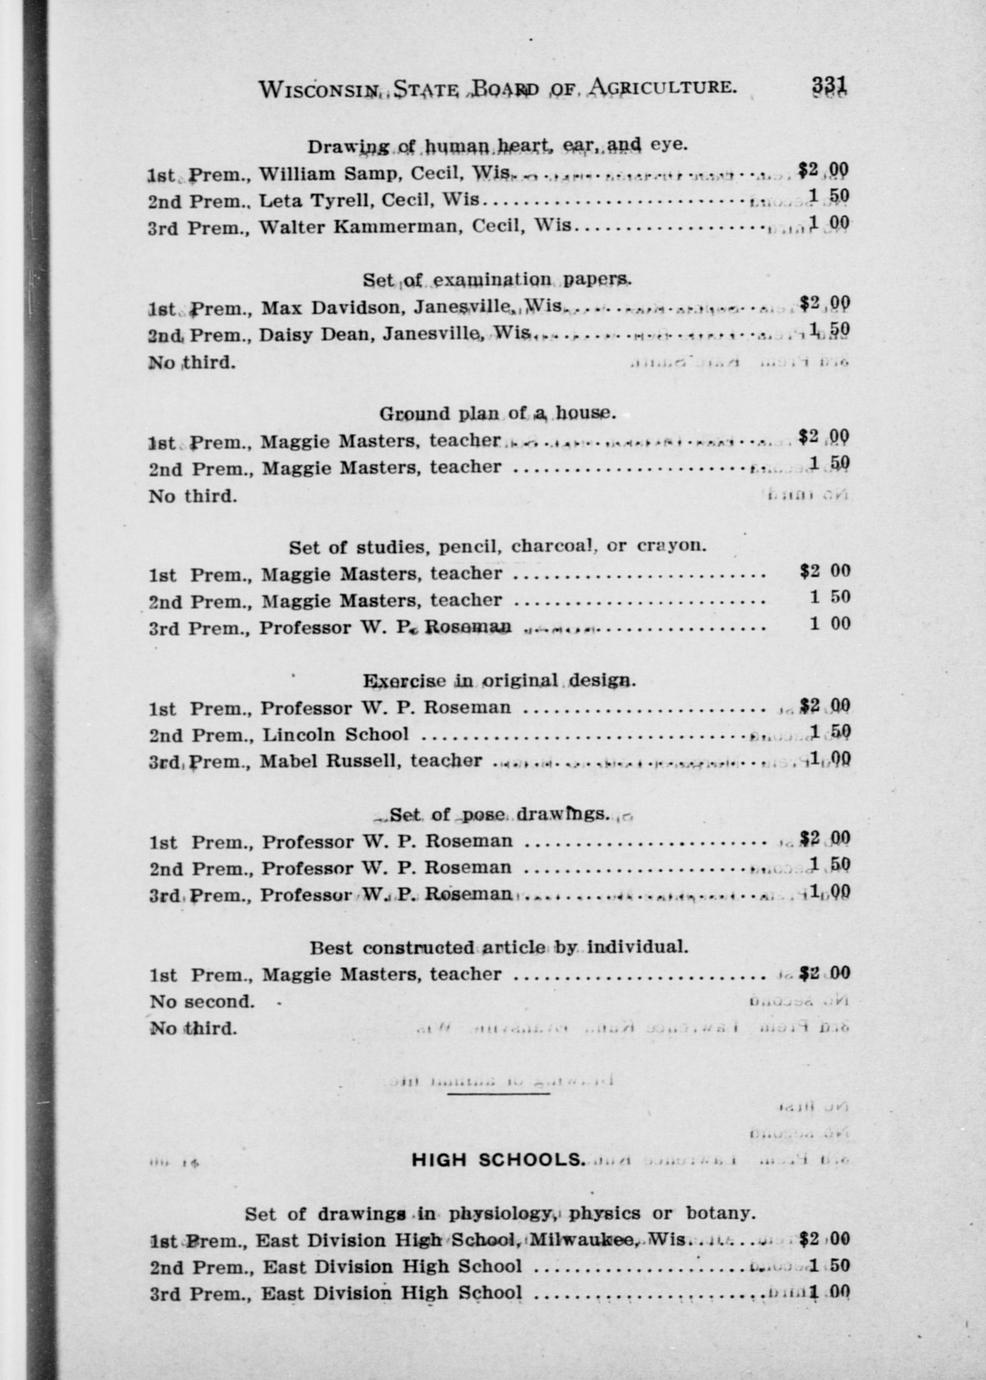 WISCONSIN STATE BOARD OF AGRICULTURE. 331
Drawing of human heart, ear, and eye.
1st Prem., William Samp, Cecil, Wis. .......................... $2 00
2nd Prem., Leta Tyrell, Cecil, Wis............................. 1 50
3rd Prem., Walter Kammerman, Cecil, Wis................... 1 00
Set of examination papers.
1st Prem., Max Davidson, Janesville, Wis..................... $2 00
2nd Prem., Daisy Dean, Janesville, Wis....................... 1 50
No third.
Ground plan of a house.
1st Prem., Maggie Masters, teacher .......................... $2 00
2nd Prem., Maggie Masters, teacher .......................... 1 50
No third.
Set of studies, pencil, charcoal, or crayon.
1st Prem., Maggie Masters, teacher .......................... $2 00
2nd Prem., Maggie Masters, teacher .......................... 1 50
3rd Prem., Professor W. P. Roseman ......................... 1 00
Exercise in original design.
1st Prem., Professor W. P. Roseman ......................... $2 00
2nd Prem., Lincoln School ................................... 1 50
3rd Prem., Mabel Russell, teacher ........................... 1 00
Set of pose drawings.
1st Prem., Professor W. P. Roseman ......................... $2 00
2nd Prem., Professor W. P. Roseman ......................... 1 50
3rd Prem., Professor W. P. Roseman ......................... 1 00
Best constructed article by individual.
1st Prem., Maggie Masters, teacher .......................... $2 00
No second.
No third.
HIGH SCHOOLS.
Set of drawings in physiology, physics or botany.
1st Prem., East Division High School, Milwaukee, Wis........ $2 00
2nd Prem., East Division High School ........................ 1 50
3rd Prem., East Division High School ........................ 1 00